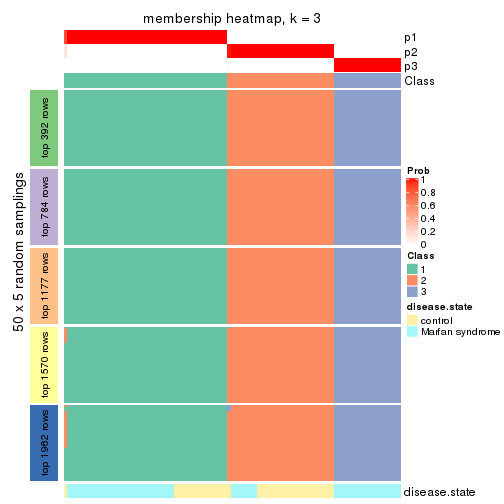 membership heatmap, k = 3
p1
p2
p3
Class
50 x 5 random samplings
top 392 rows
top 784 rows
top 1177 rows
top 1570 rows
top 1962 rows
Prob
1
0.8
0.6
0.4
0.2
0
Class
1
2
3
disease.state
control
Marfan syndrome
disease.state